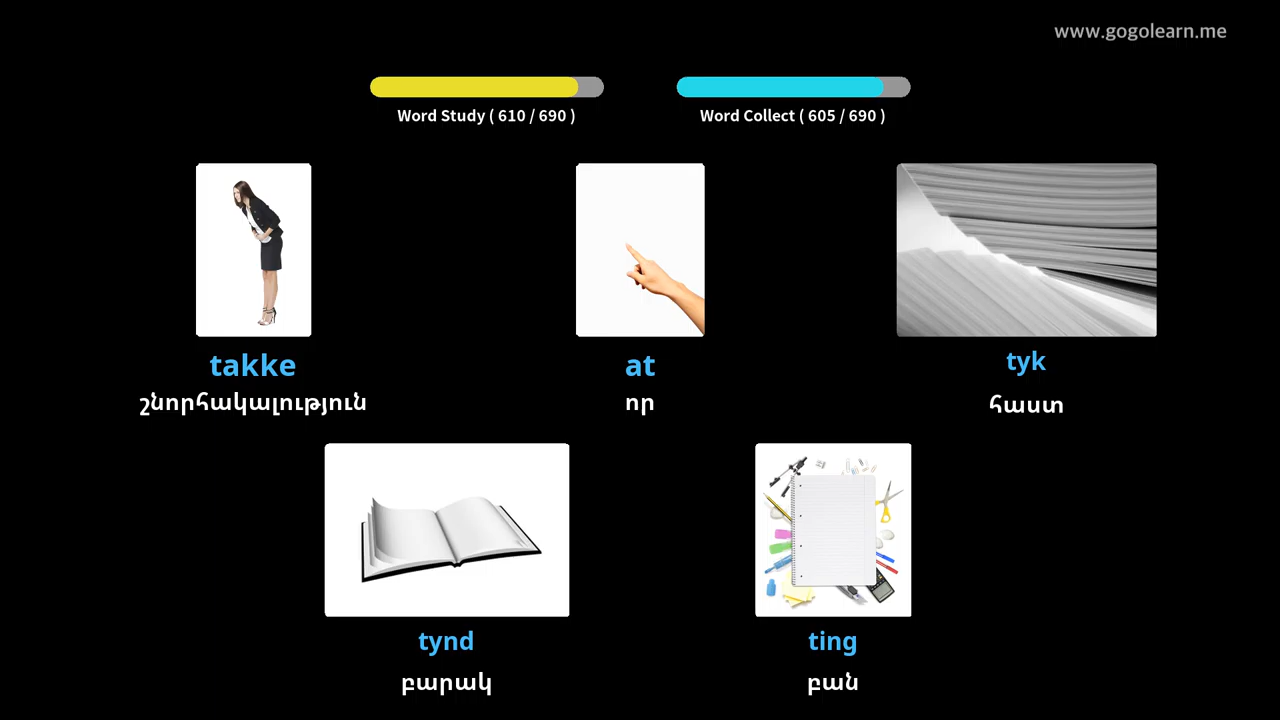 www.gogolearn.me
Word Study ( 610 / 690 )
Word Collect ( 605 / 690 )
takke
շնորհակալություն
at
որ
tyk
հաստ
tynd
բարակ
ting
բան